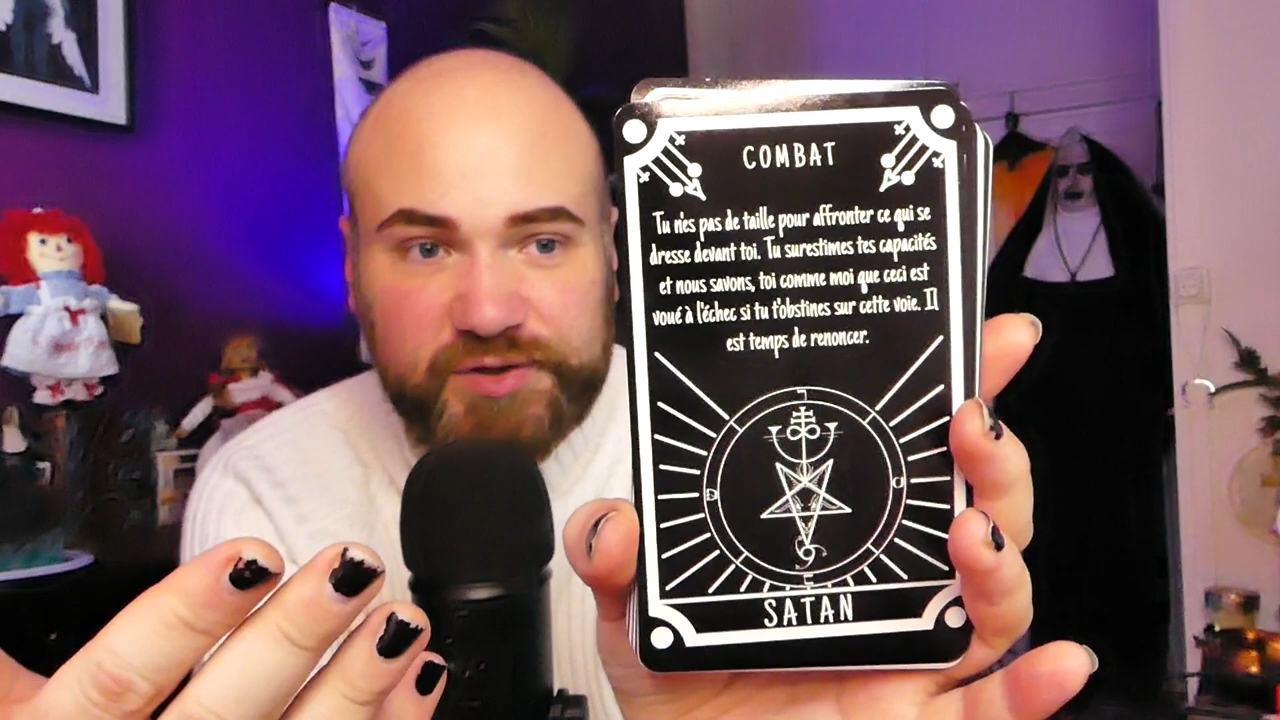 COMBAT
Tu n'es pas de taille pour affronter ce qui se
dresse devant toi. Tu surestimes tes capacités
et nous savons, toi comme moi que ceci est
voué à l'échec si tu t'obstines sur cette voie. Il
est temps de renoncer.
SATAN